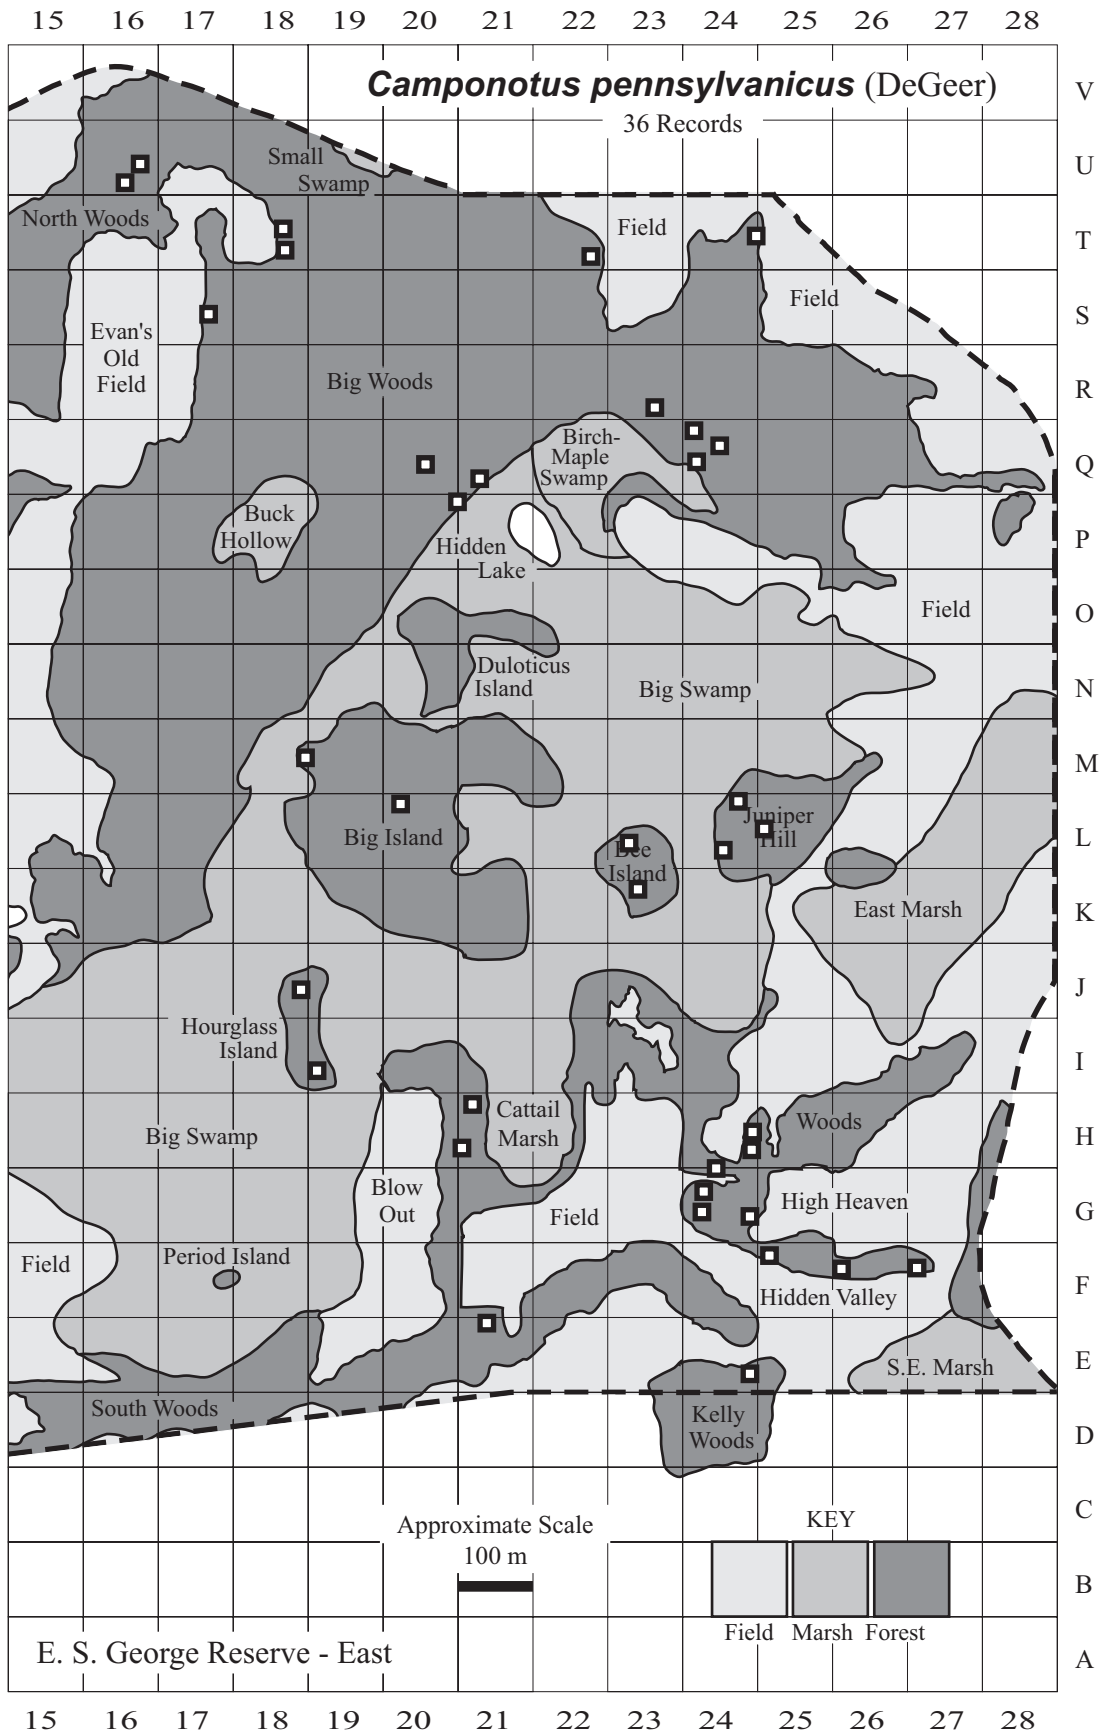 15 16 17 18 19 20 21 22 23 24 25 26 27 28
Camponotus pennsylvanicus (DeGeer)
V
36 Records
Small
Swamp
U
North Woods
Field
T
Field
S
Evan's
Old
Field
Big Woods
R
Birch-
Maple
Swamp
Q
Buck
Hollow
Hidden
Lake
P
Field
O
Duloticus
Island
Big Swamp
N
M
Big Island
Juniper
Hill
L
Bee
Island
East Marsh
K
J
Hourglass
Island
I
Big Swamp
Cattail
Marsh
Woods
H
Blow
Out
Field
High Heaven
G
Field
Period Island
Hidden Valley
F
S.E. Marsh
E
South Woods
Kelly
Woods
D
Approximate Scale
100 m
KEY
C
B
Field Marsh Forest
E. S. George Reserve - East
A
15 16 17 18 19 20 21 22 23 24 25 26 27 28